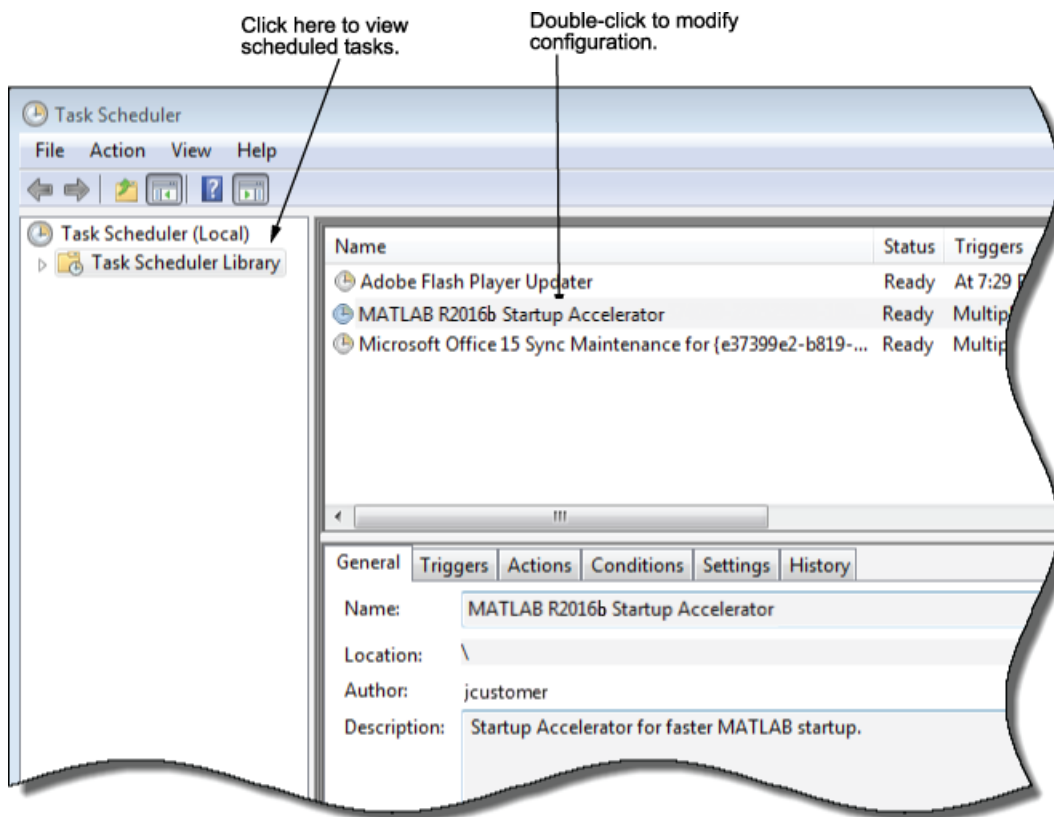 Click here to view
scheduled tasks.
Double-click to modify
configuration.
Task Scheduler
File Action View Help
Task Scheduler (Local)
Task Scheduler Library
Name Status Triggers
Adobe Flash Player Updater Ready At 7:29
MATLAB R2016b Startup Accelerator Ready
Microsoft Office 15 Sync Maintenance for {e37399e2-b819-... Ready
General Triggers Actions Conditions Settings History
Name: MATLAB R2016b Startup Accelerator
Location: \
Author: jcustomer
Description: Startup Accelerator for faster MATLAB startup.